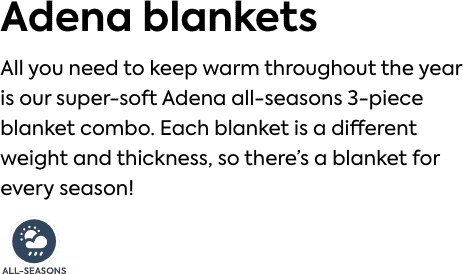 Adena blankets
All you need to keep warm throughout the year
is our super-soft Adena all-seasons 3-piece
blanket combo. Each blanket is a different
weight and thickness, so there’s a blanket for
every season!
ALL-SEASONS